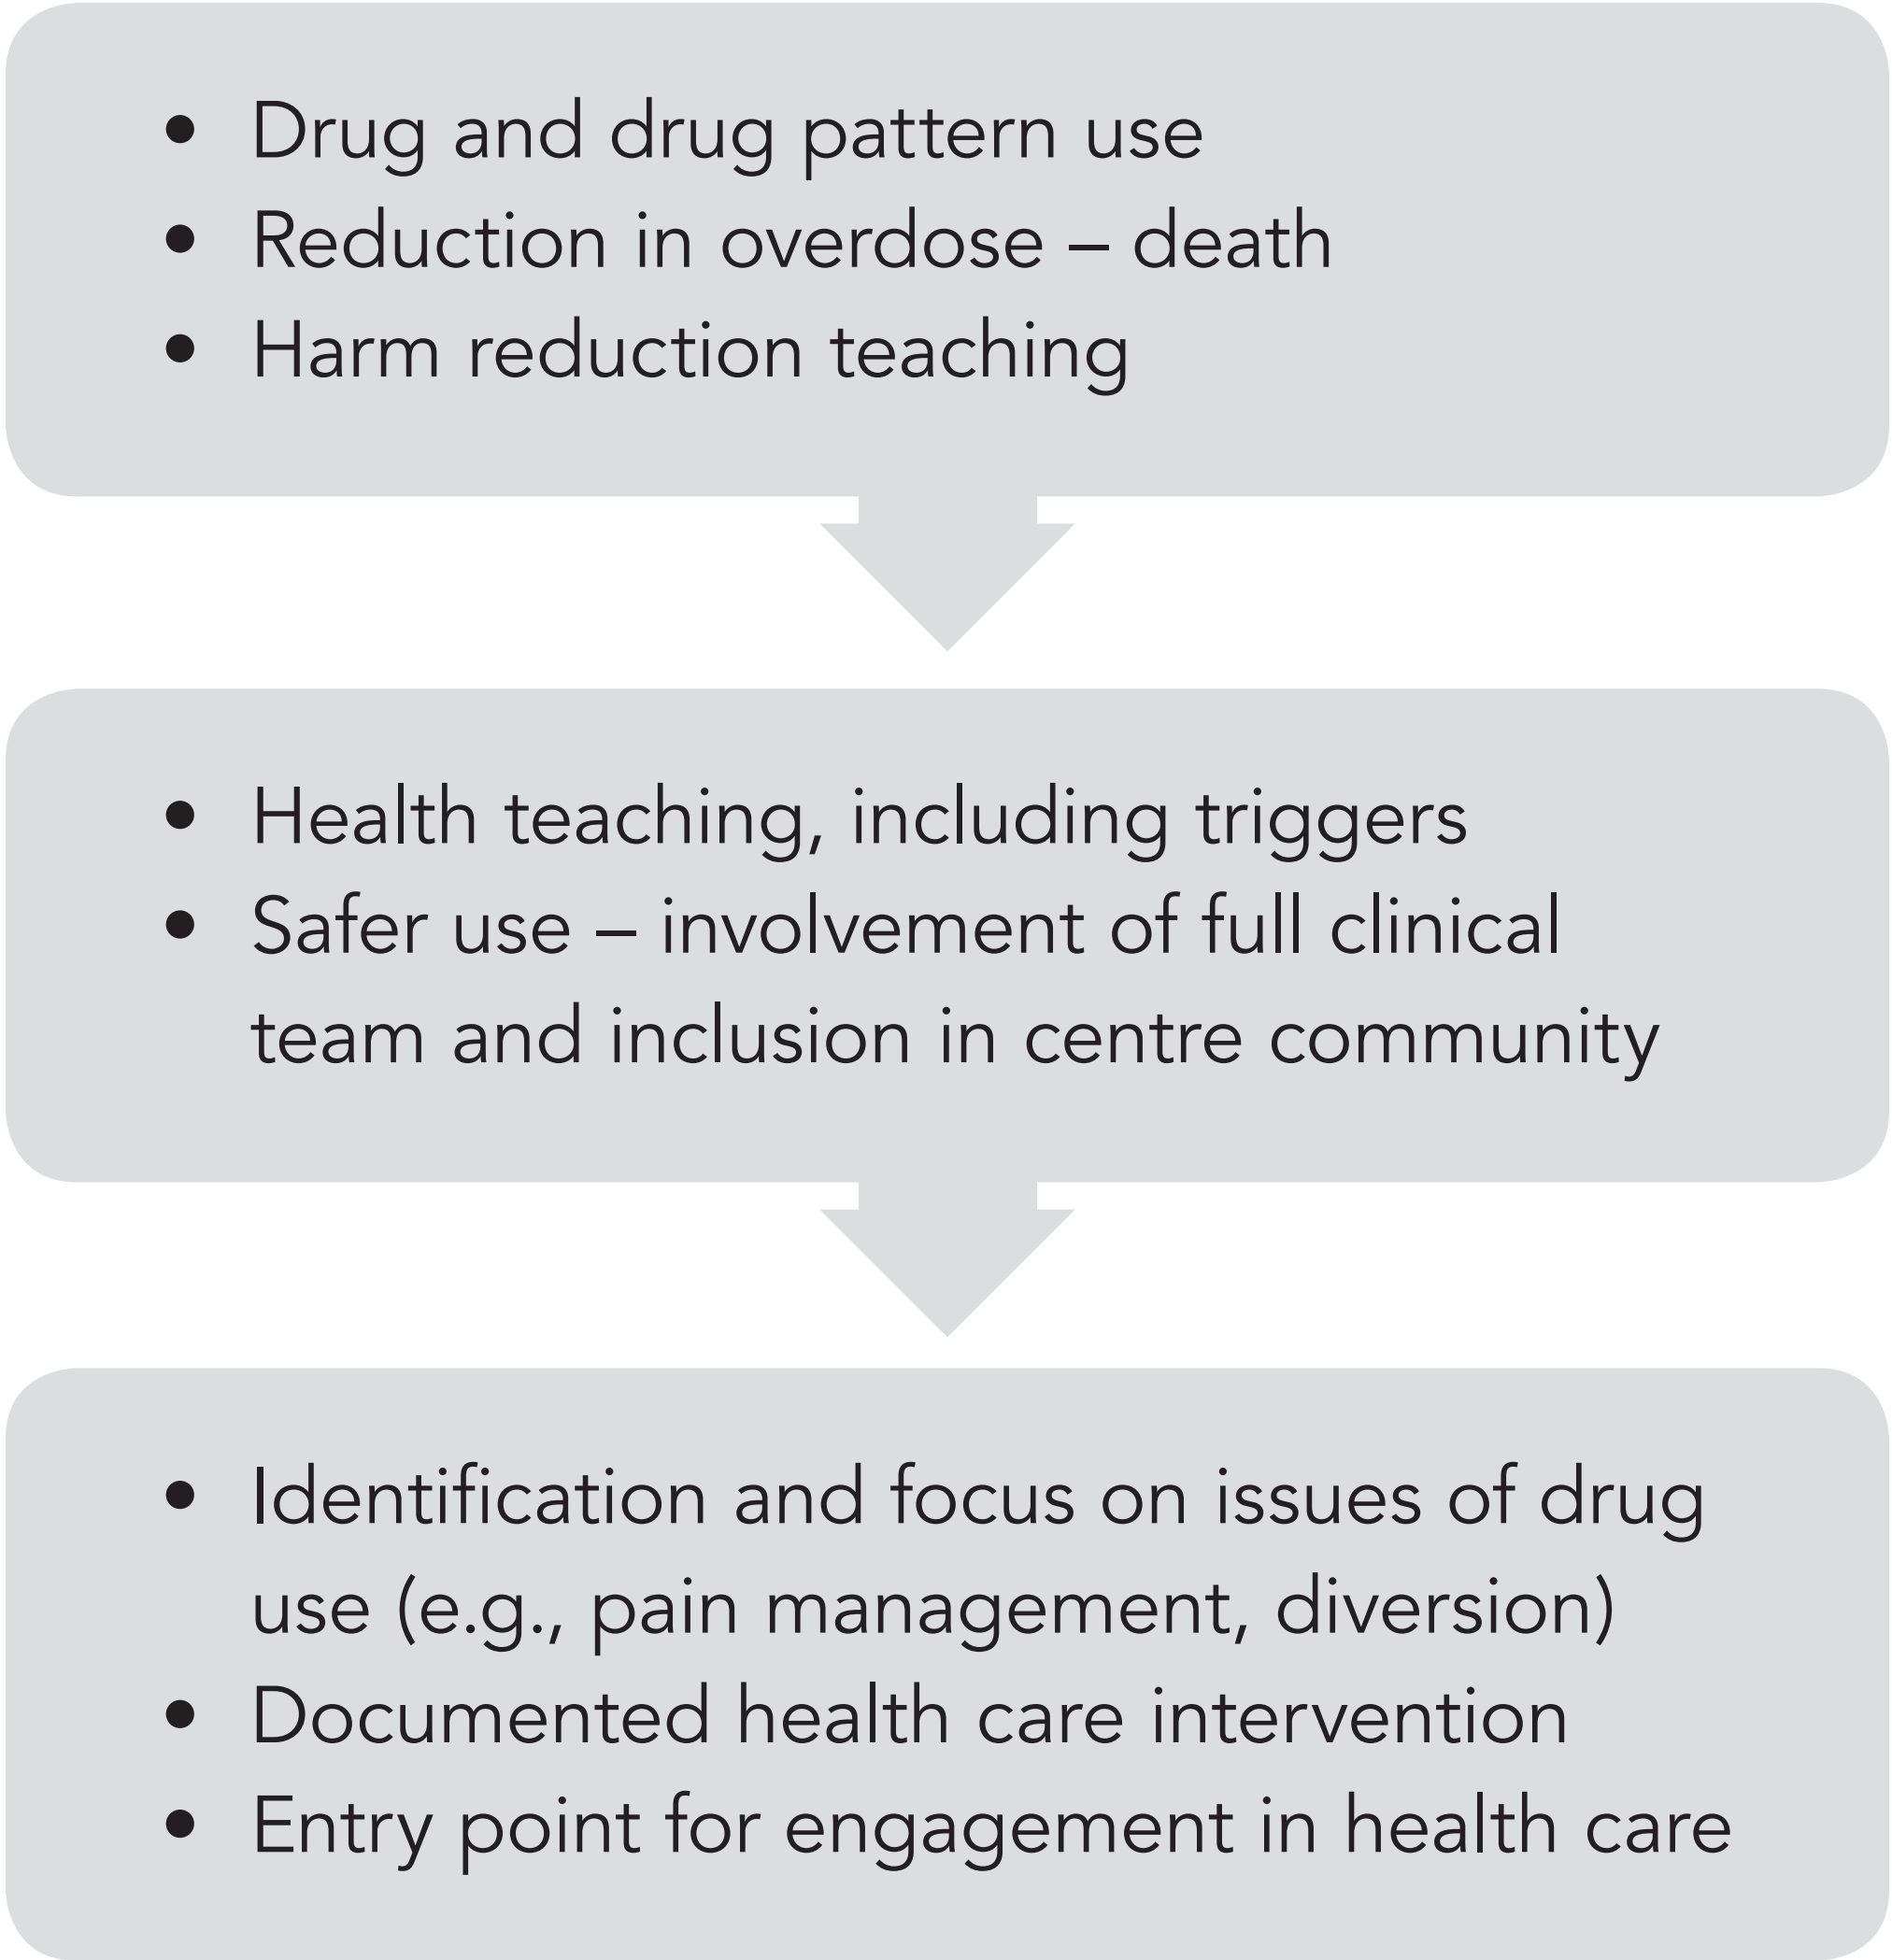 • Drug and drug pattern use
• Reduction in overdose – death
• Harm reduction teaching
• Health teaching, including triggers
• Safer use – involvement of full clinical
team and inclusion in centre community
• Identification and focus on issues of drug
use (e.g., pain management, diversion)
• Documented health care intervention
• Entry point for engagement in health care